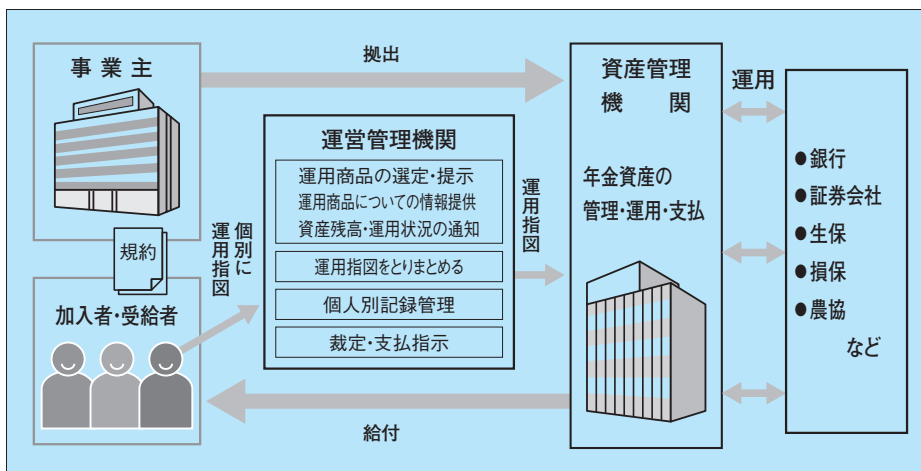 事業主
拠出
規約
加入者・受給者
個別に
運用指図
運営管理機関
運用商品の選定・提示
運用商品についての情報提供
資産残高・運用状況の通知
運用指図をとりまとめる
個人別記録管理
裁定・支払指示
運用指図
給付
資産管理
機関
年金資産の
管理・運用・支払
運用
●銀行
●証券会社
●生保
●損保
●農協
など